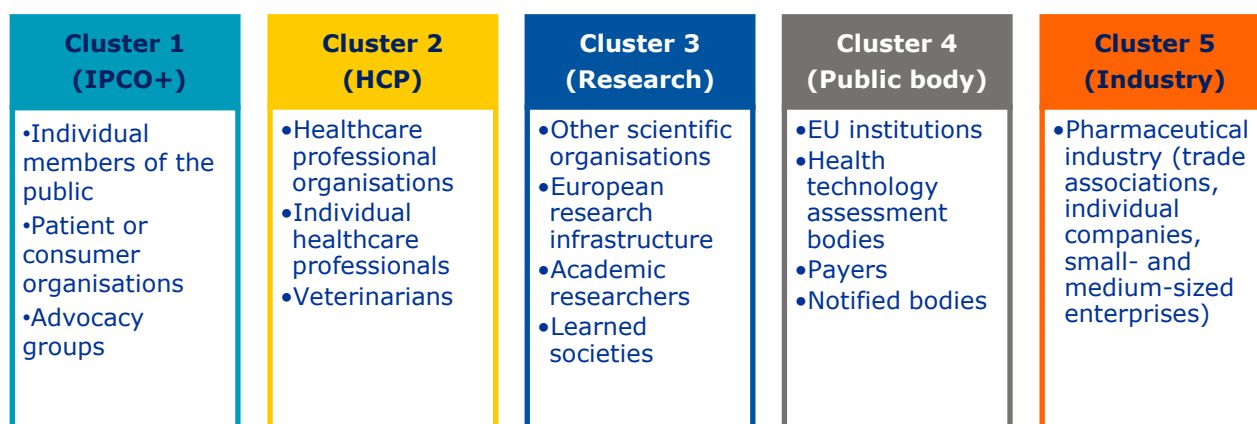 Cluster 1
(IPCO+)
•Individual
members of the
public
•Patient or
consumer
organisations
•Advocacy
groups
Cluster 2
(HCP)
•Healthcare
professional
organisations
•Individual
healthcare
professionals
•Veterinarians
Cluster 3
(Research)
•Other scientific
organisations
•European
research
infrastructure
•Academic
researchers
•Learned
societies
Cluster 4
(Public body)
•EU institutions
•Health
technology
assessment
bodies
•Payers
•Notified bodies
Cluster 5
(Industry)
•Pharmaceutical
industry (trade
associations,
individual
companies,
small- and
medium-sized
enterprises)